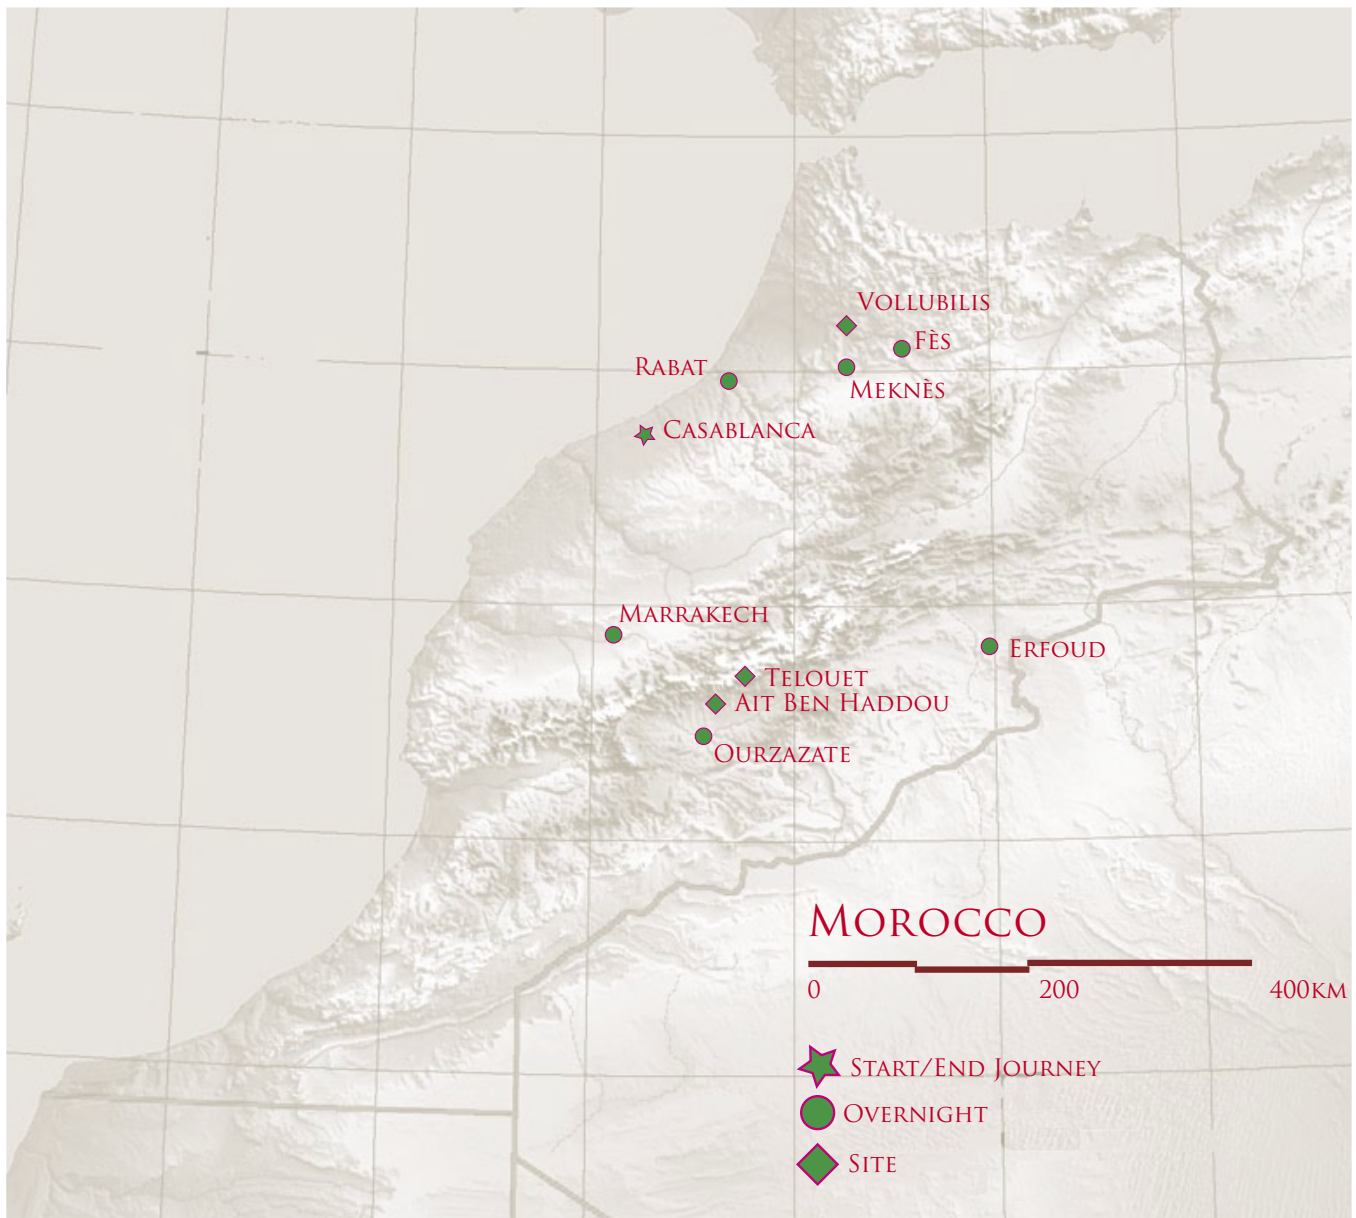 Vollubilis
Fès
Rabat
Meknès
Casablanca
Marrakech
Erfoud
Telouet
Ait Ben Haddou
Ourzazate
Morocco
0 200 400km
Start/End Journey
Overnight
Site